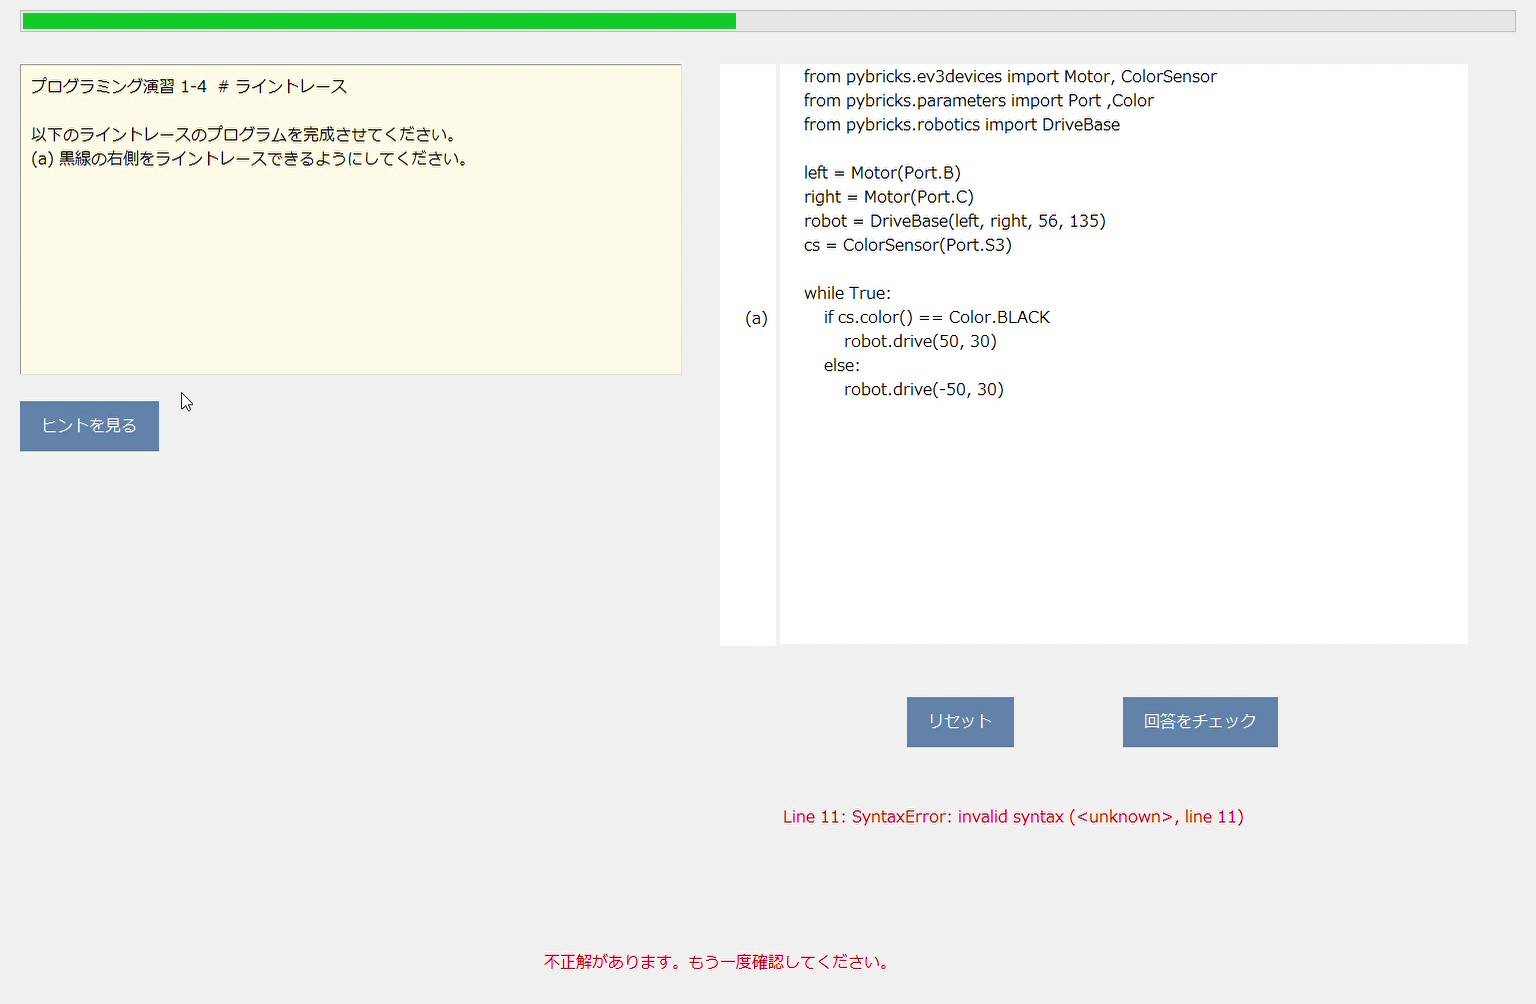 プログラミング演習 1-4  # ライントレース
以下のライントレースのプログラムを完成させてください。
(a) 黒線の右側をライントレースできるようにしてください。
ヒントを見る
from pybricks.ev3devices import Motor, ColorSensor
from pybricks.parameters import Port ,Color
from pybricks.robotics import DriveBase
left = Motor(Port.B)
right = Motor(Port.C)
robot = DriveBase(left, right, 56, 135)
cs = ColorSensor(Port.S3)
while True:
(a) if cs.color() == Color.BLACK
robot.drive(50, 30)
else:
robot.drive(-50, 30)
リセット
回答をチェック
Line 11: SyntaxError: invalid syntax (<unknown>, line 11)
不正解があります。もう一度確認してください。